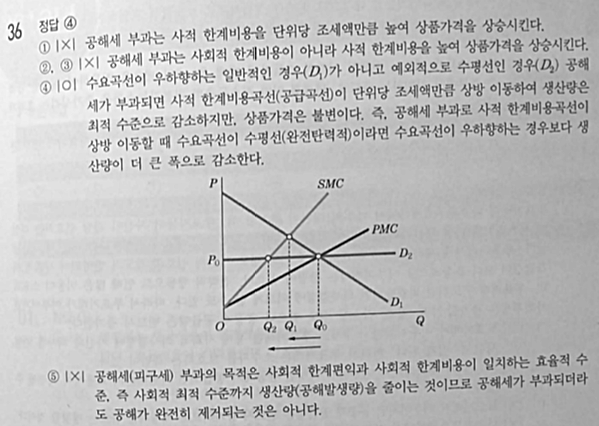 36 정답 ④
① |×| 공해세 부과는 사적 한계비용을 단위당 조세액만큼 높여 상품가격을 상승시킨다.
②, ③ |×| 공해세 부과는 사회적 한계비용이 아니라 사적 한계비용을 높여 상품가격을 상승시킨다.
④ |○| 수요곡선이 우하향하는 일반적인 경우(D₁)가 아니고 예외적으로 수평선인 경우(D₂) 공해
세가 부과되면 사적 한계비용곡선(공급곡선)이 단위당 조세액만큼 상방 이동하여 생산량은
최적 수준으로 감소하지만, 상품가격은 불변이다. 즉, 공해세 부과로 사적 한계비용곡선이
상방 이동할 때 수요곡선이 수평선(완전탄력적)이라면 수요곡선이 우하향하는 경우보다 생
산량이 더 큰 폭으로 감소한다.
P
SMC
PMC
P₀
D₂
D₁
O Q₂ Q₁ Q₀ Q
⑤ |×| 공해세(피구세) 부과의 목적은 사회적 한계편익과 사회적 한계비용이 일치하는 효율적 수
준, 즉 사회적 최적 수준까지 생산량(공해발생량)을 줄이는 것이므로 공해세가 부과되더라
도 공해가 완전히 제거되는 것은 아니다.